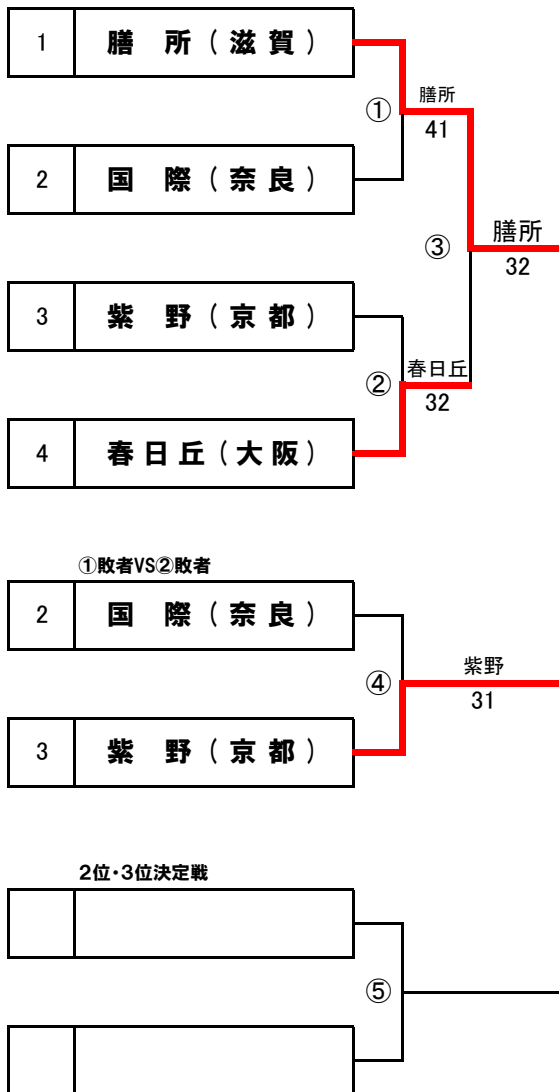 1 膳 所 ( 滋 賀 )
膳所
①
41
2 国 際 ( 奈 良 )
③
膳所
32
3 紫 野 ( 京 都 )
春日丘
②
32
4 春 日 丘 ( 大 阪 )
①敗者VS②敗者
2 国 際 ( 奈 良 )
紫野
④
31
3 紫 野 ( 京 都 )
2位・3位決定戦
⑤